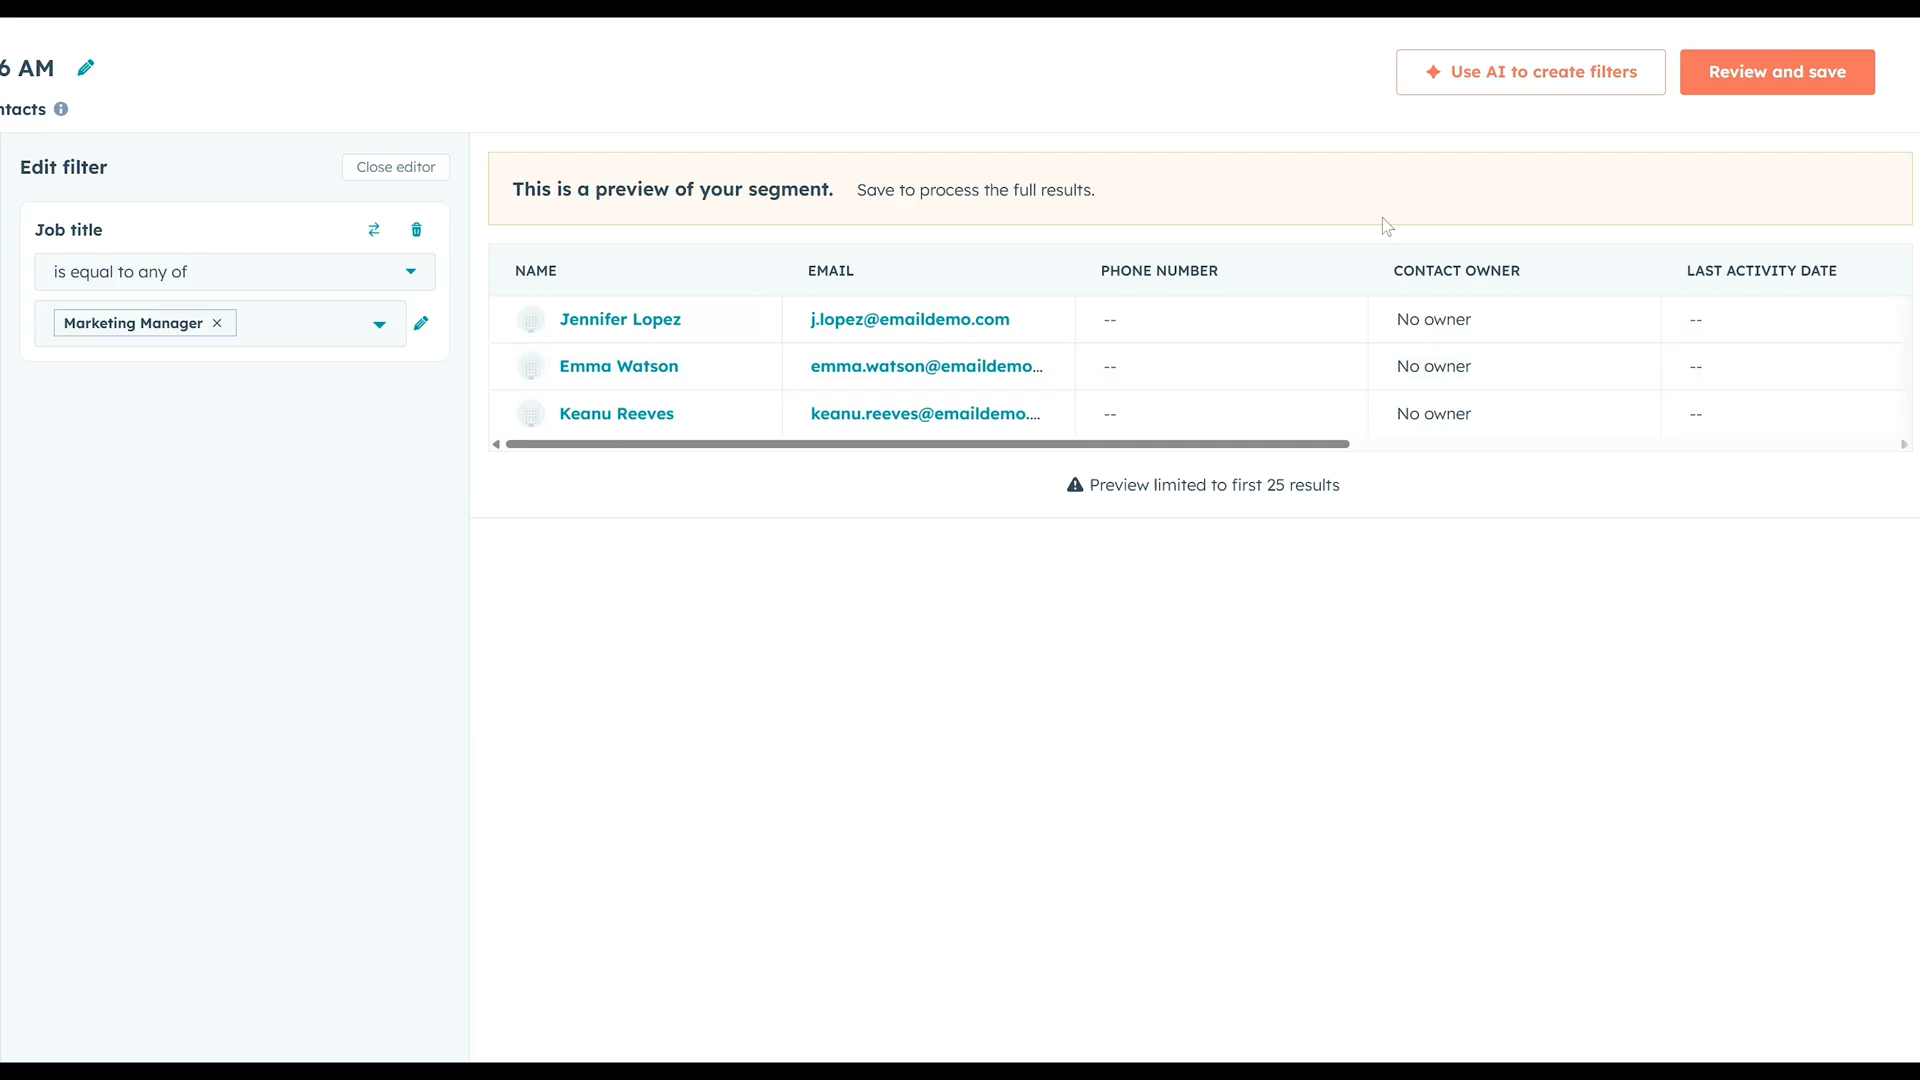 6 AM
Use AI to create filters
Review and save
ntacts
Edit filter
Close editor
This is a preview of your segment. Save to process the full results.
Job title
is equal to any of
Marketing Manager
NAME EMAIL PHONE NUMBER CONTACT OWNER LAST ACTIVITY DATE
Jennifer Lopez j.lopez@emaildemo.com -- No owner --
Emma Watson emma.watson@emaildemo... -- No owner --
Keanu Reeves keanu.reeves@emaildemo.... -- No owner --
Preview limited to first 25 results